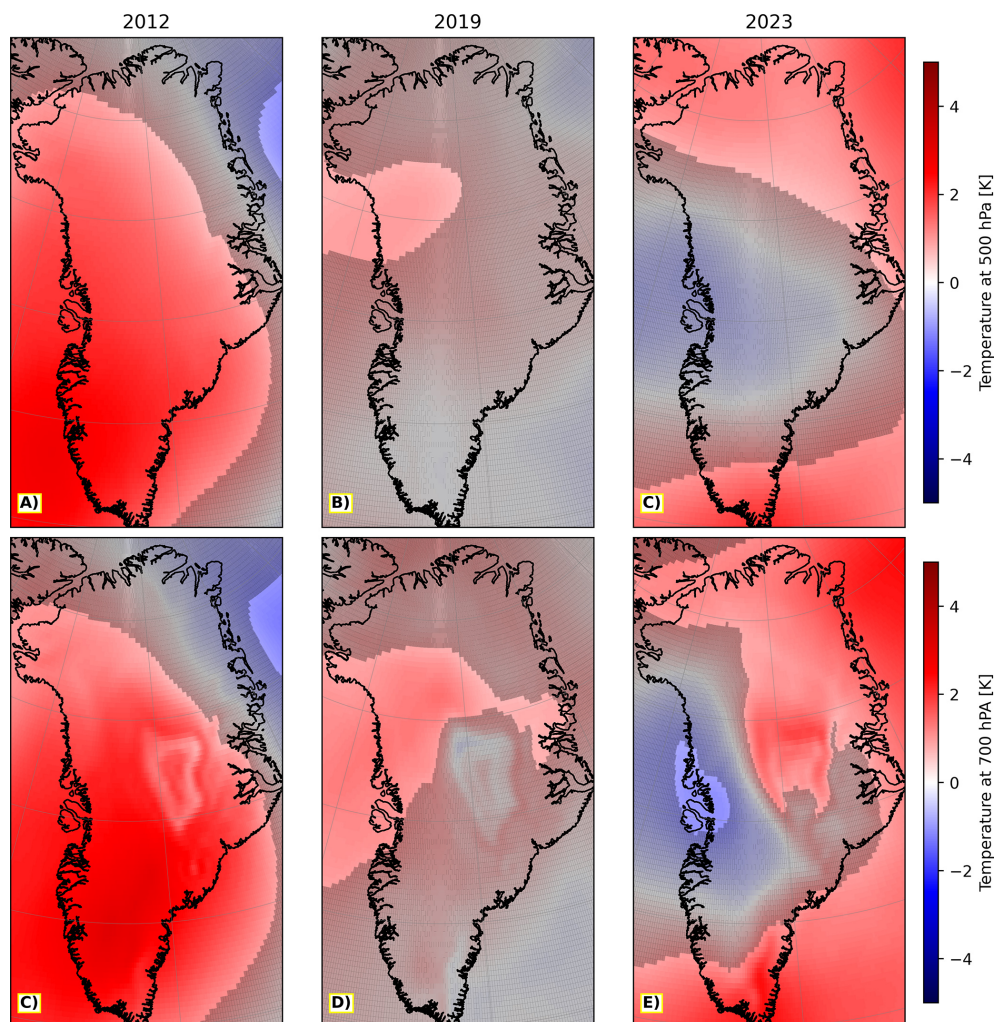 2012 2019 2023
A) B) C)
4
2
0
−2
−4
Temperature at 500 hPa [K]
C) D) E)
4
2
0
−2
−4
Temperature at 700 hPA [K]